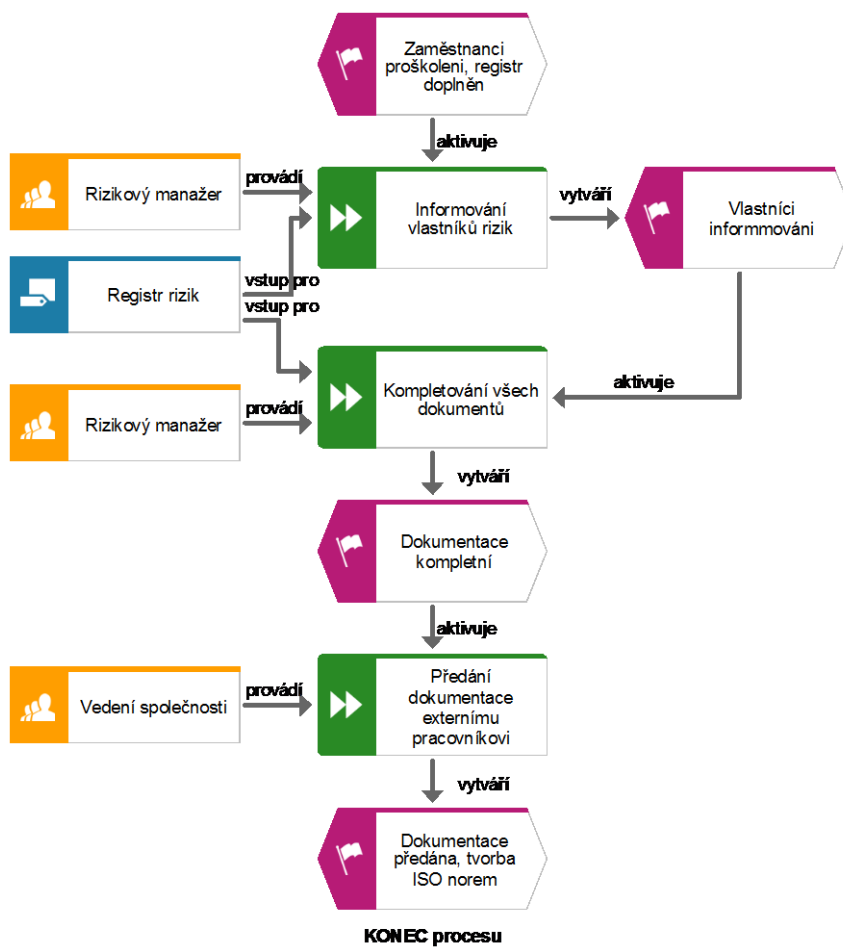 Zaměstnanci
proškoleni, registr
doplněn
aktivuje
Rizikový manažer
provádí
Informování
vlastníků rizik
vytváří
Vlastníci
informmováni
Registr rizik
vstup pro
vstup pro
aktivuje
Rizikový manažer
provádí
Kompletování všech
dokumentů
vytváří
Dokumentace
kompletní
aktivuje
Vedení společnosti
provádí
Předání
dokumentace
externímu
pracovníkovi
vytváří
Dokumentace
předána, tvorba
ISO norem
KONEC procesu